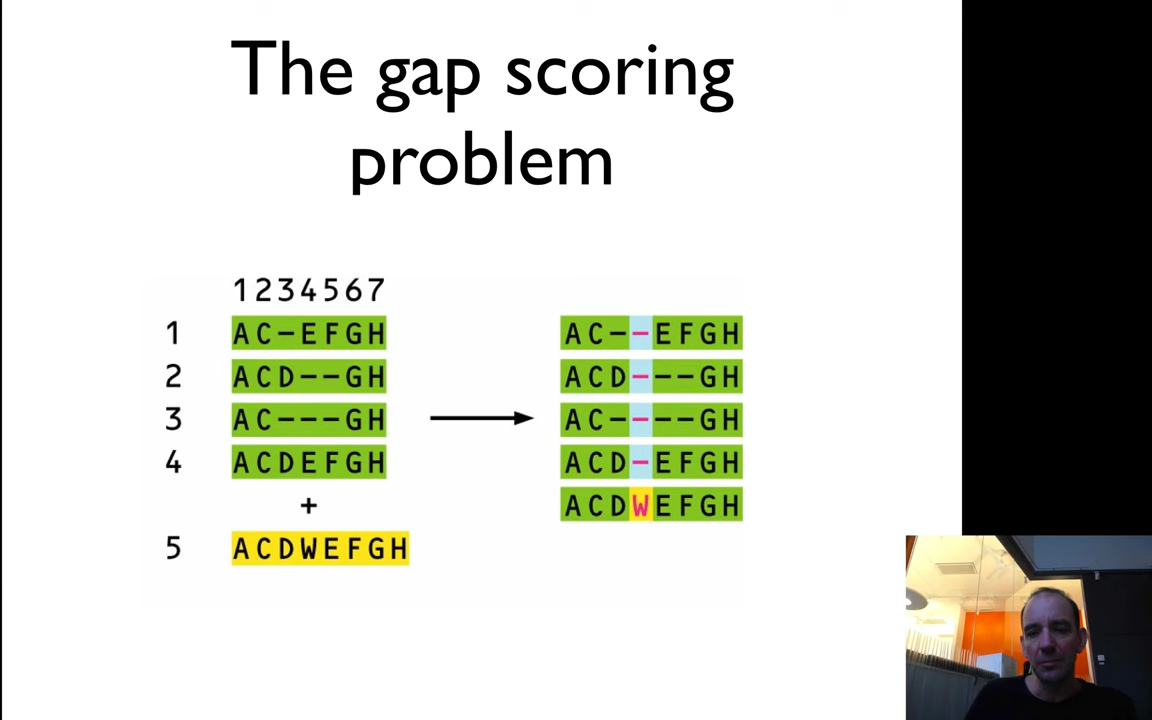 The gap scoring
problem
1234567
1 AC-EFGH AC--EFGH
2 ACD--GH ACD---GH
3 AC---GH AC----GH
4 ACDEFGH ACD-EFGH
+ ACDWEFGH
5 ACDWEFGH